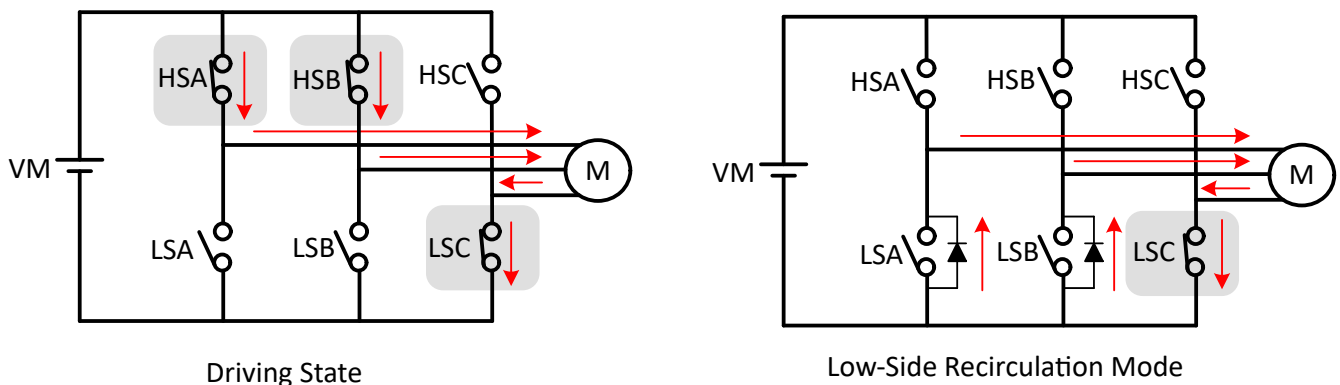 HSA
HSB
HSC
VM
M
LSA
LSB
LSC
Driving State
HSA
HSB
HSC
VM
M
LSA
LSB
LSC
Low-Side Recirculation Mode